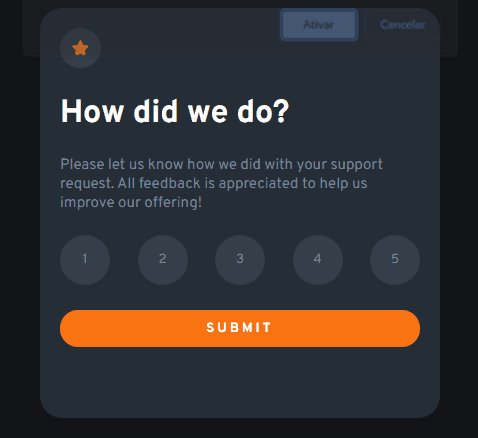 Ativar Cancelar
How did we do?
Please let us know how we did with your support
request. All feedback is appreciated to help us
improve our offering!
1 2 3 4 5
SUBMIT